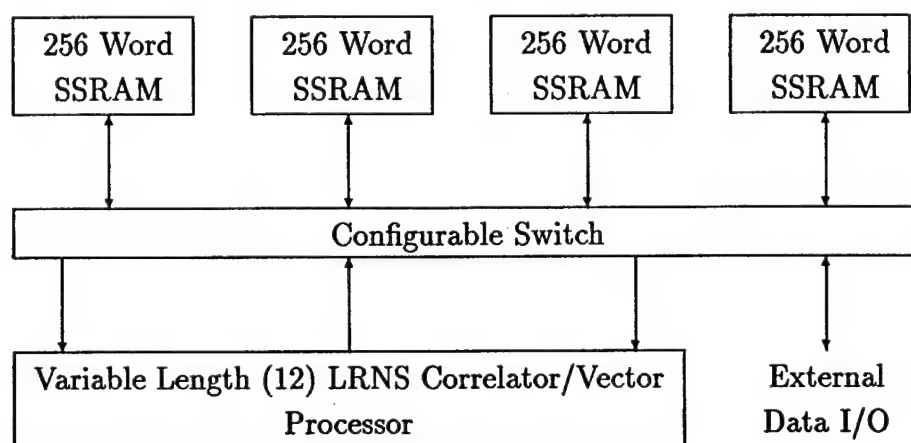 256 Word
SSRAM
256 Word
SSRAM
256 Word
SSRAM
256 Word
SSRAM
Configurable Switch
Variable Length (12) LRNS Correlator/Vector
Processor
External
Data I/O